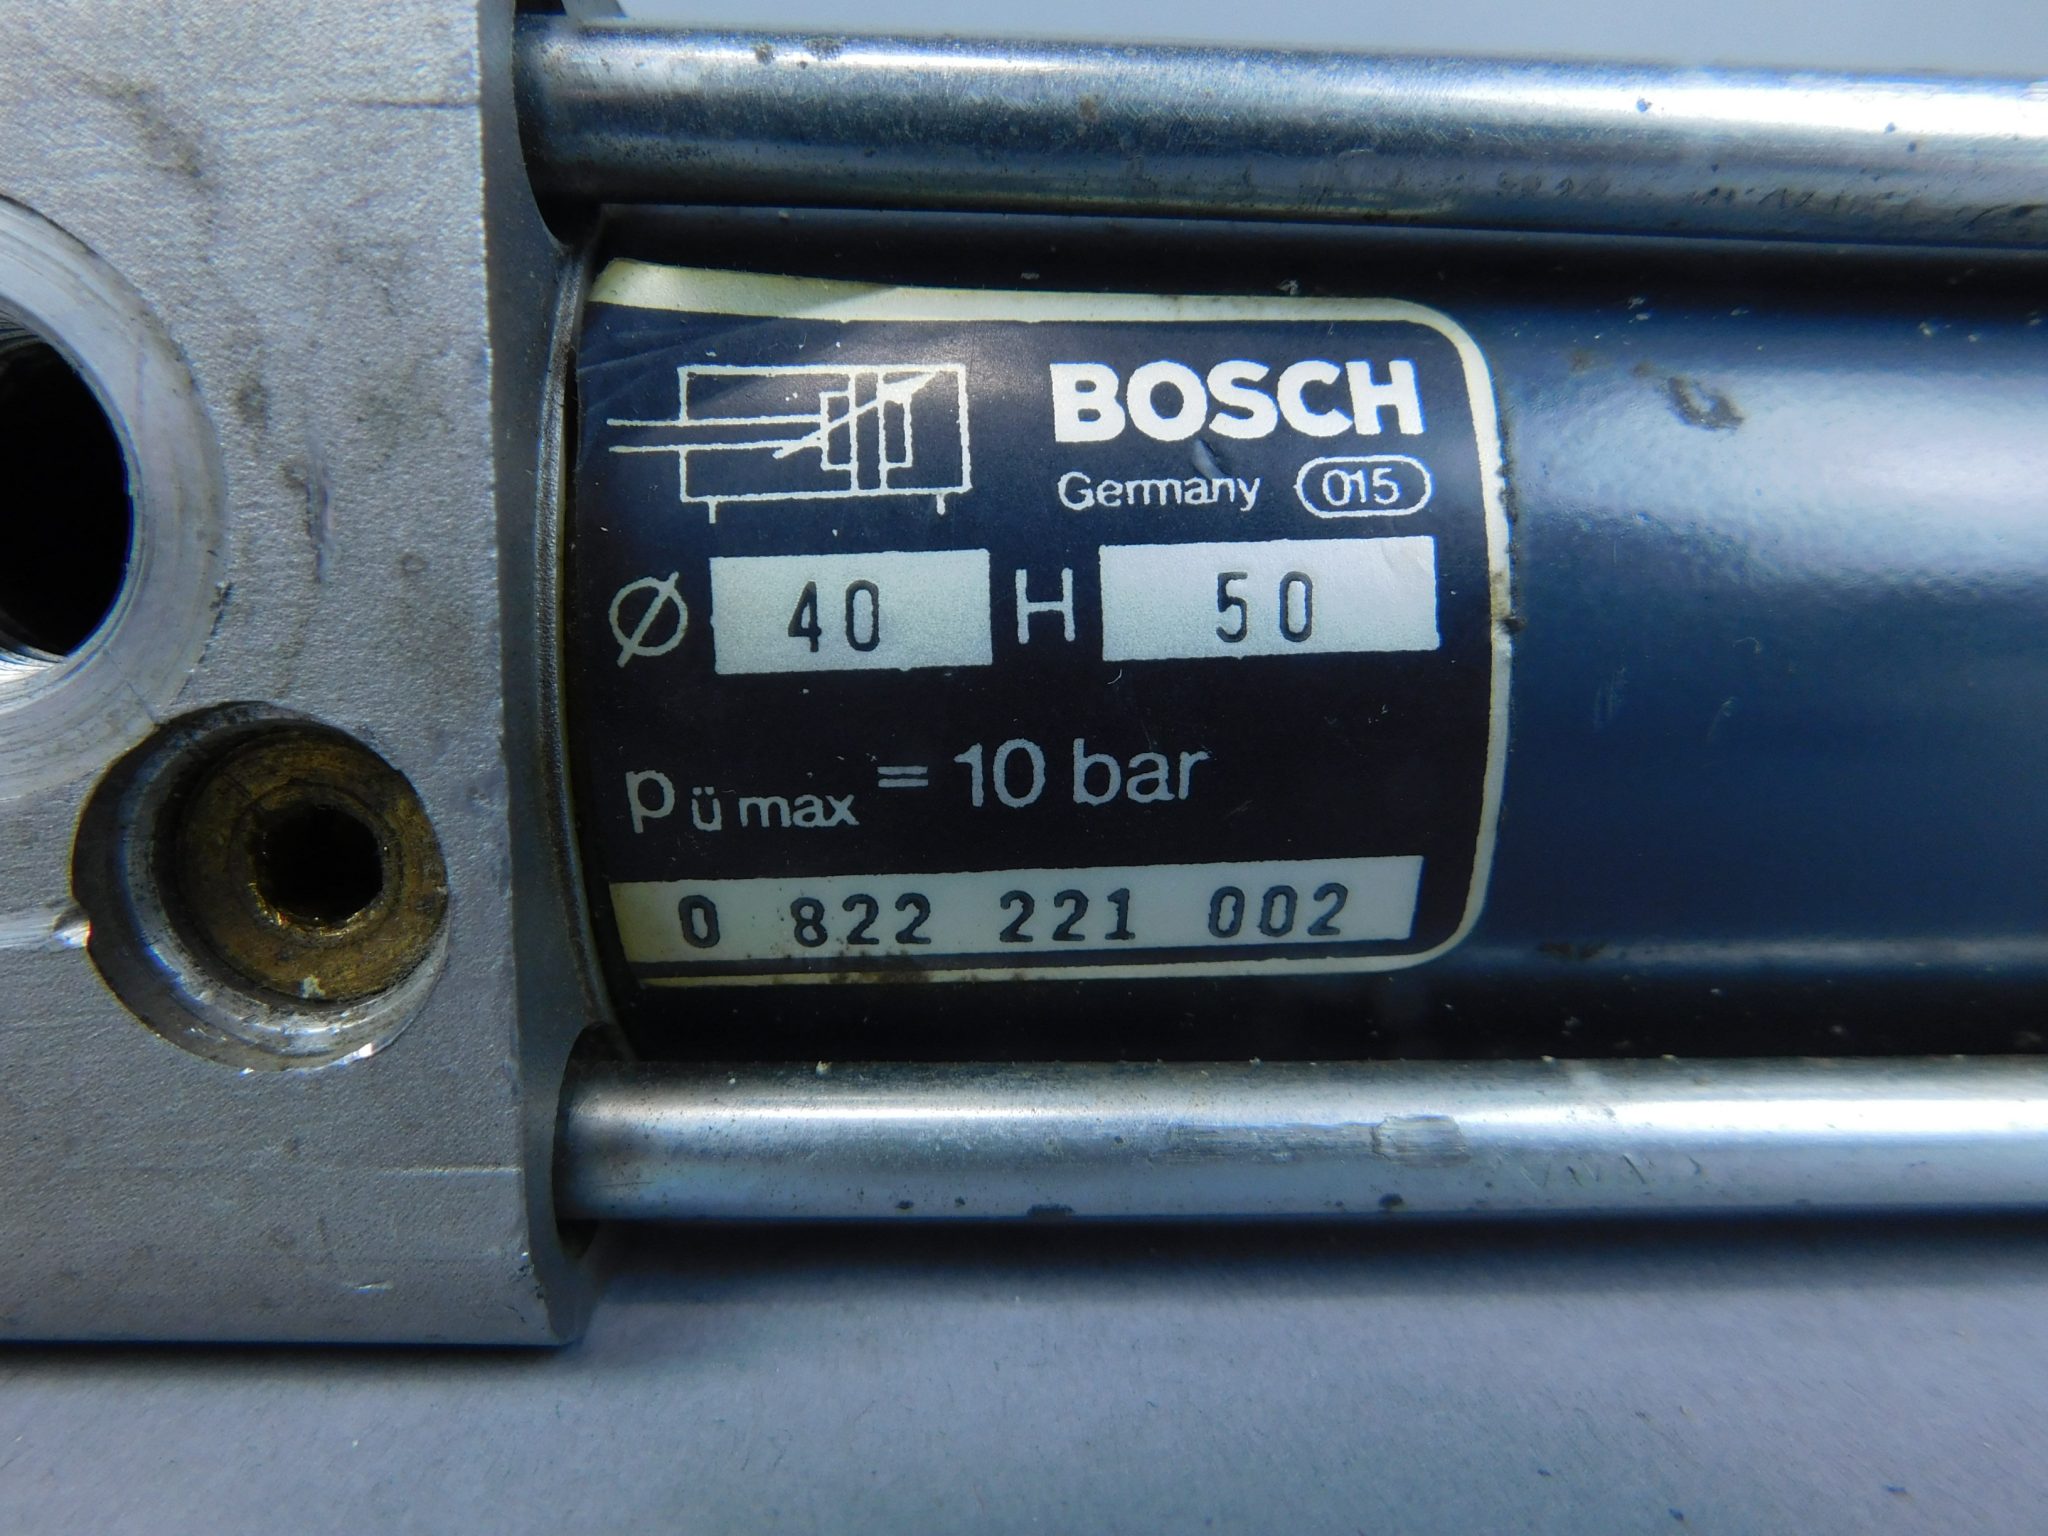 BOSCH
Germany 015
Ø 40 H 50
pü max = 10 bar
0 822 221 002